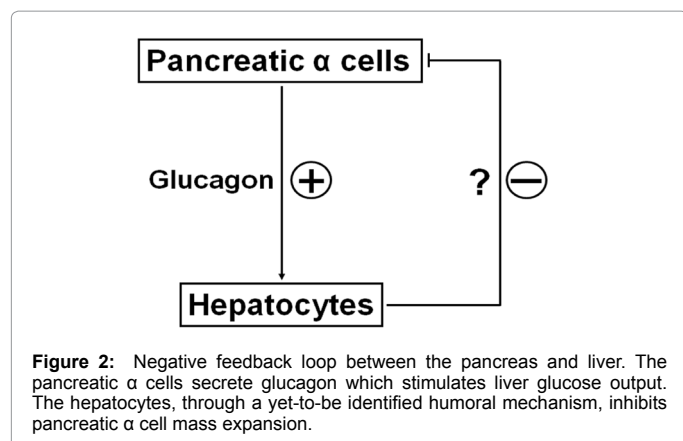 Pancreatic α cells
Glucagon +
? −
Hepatocytes
Figure 2: Negative feedback loop between the pancreas and liver. The
pancreatic α cells secrete glucagon which stimulates liver glucose output.
The hepatocytes, through a yet-to-be identified humoral mechanism, inhibits
pancreatic α cell mass expansion.